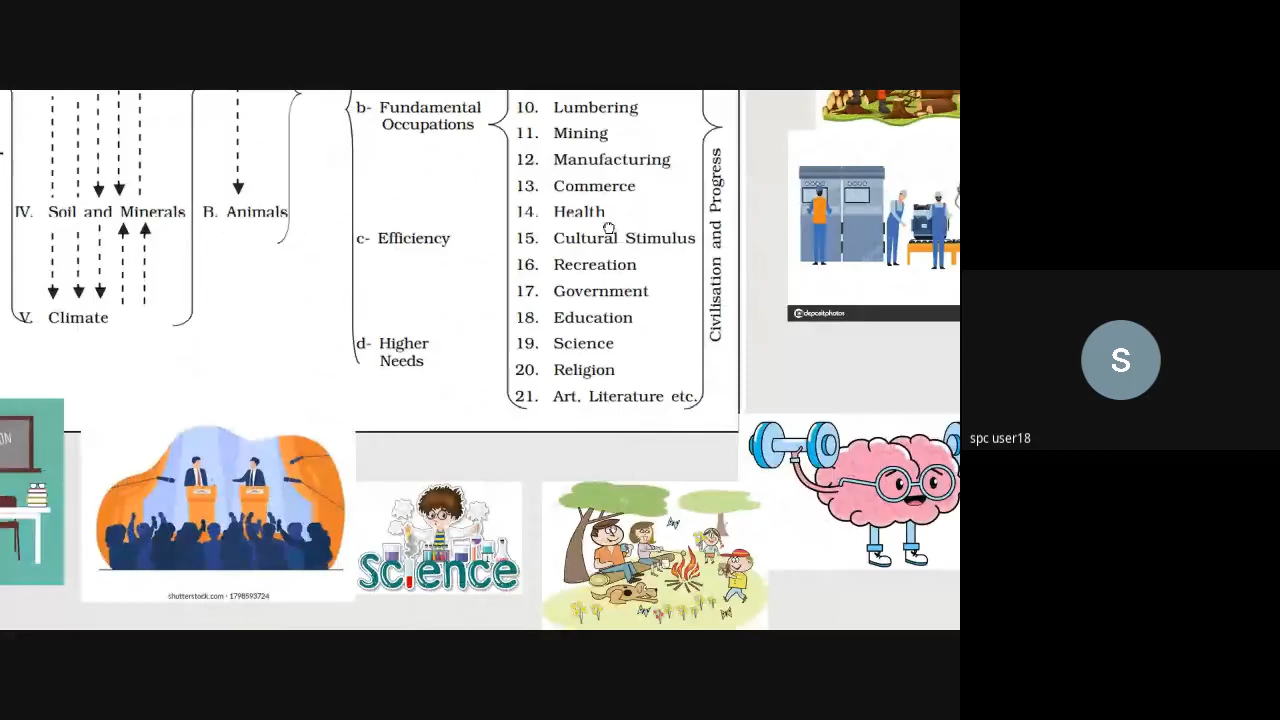 b- Fundamental
Occupations
10. Lumbering
11. Mining
12. Manufacturing
13. Commerce
IV. Soil and Minerals
B. Animals
14. Health
c- Efficiency
15. Cultural Stimulus
16. Recreation
17. Government
V. Climate
18. Education
d- Higher
Needs
19. Science
20. Religion
21. Art, Literature etc.
Civilisation and Progress
depositphotos
ON
shutterstock.com · 1798593724
Science
S
spc user18